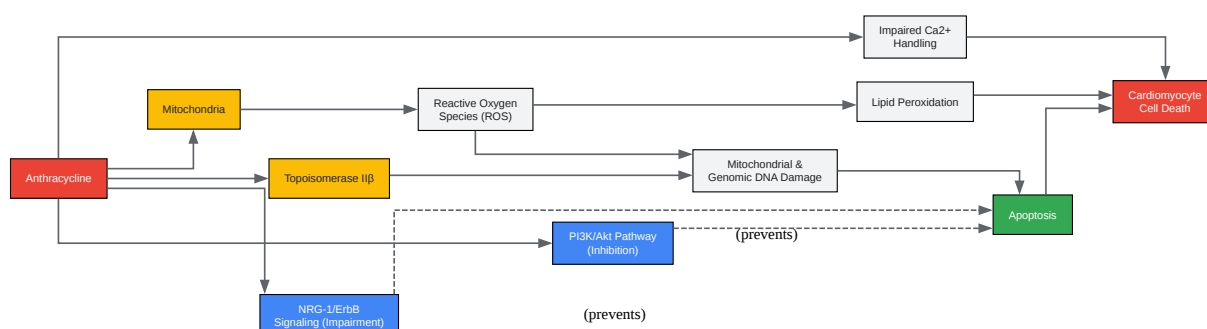 Impaired Ca2+
Handling
Mitochondria
Reactive Oxygen
Species (ROS)
Lipid Peroxidation
Cardiomyocyte
Cell Death
Anthracycline
Topoisomerase IIβ
Mitochondrial &
Genomic DNA Damage
Apoptosis
PI3K/Akt Pathway
(Inhibition)
(prevents)
NRG-1/ErbB
Signaling (Impairment)
(prevents)